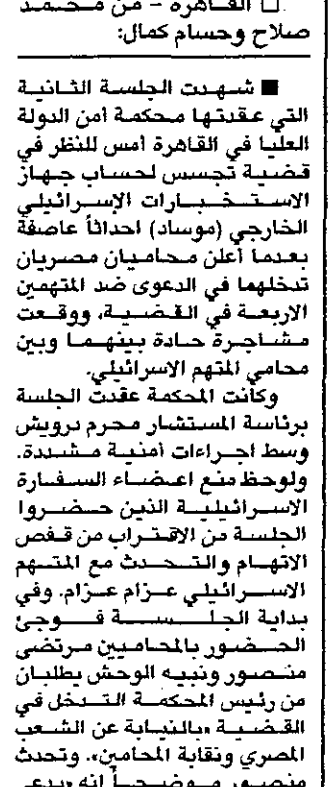 □ القاهرة - من محمد
صلاح وحسام كمال:
■ شهدت الجلسة الثانية
التي عقدتها محكمة أمن الدولة
العليا في القاهرة امس للنظر في
قضية تجسس لحساب جهاز
الاستخبارات الإسرائيلي
الخارجي (موساد) احداثاً عاصفة
بعدما أعلن محاميان مصريان
تدخلهما في الدعوى ضد المتهمين
الاربعة في القضية، ووقعت
مشاجرة حادة بينهما وبين
محامي المتهم الاسرائيلي.
وكانت المحكمة عقدت الجلسة
برئاسة المستشار محرم درويش
وسط اجراءات أمنية مشددة.
ولوحظ منع اعضاء السفارة
الاسرائيلية الذين حضروا
الجلسة من الاقتراب من قفص
الاتهام والتحدث مع المتهم
الاسرائيلي عزام عزام. وفي
بداية الجلسة فوجئ
الحضور بالمحاميين مرتضى
منصور ونبيه الوحش يطلبان
من رئيس المحكمة التدخل في
القضية «بالنيابة عن الشعب
المصري ونقابة المحامين». وتحدث
منصور موضحاً انه «يدعي